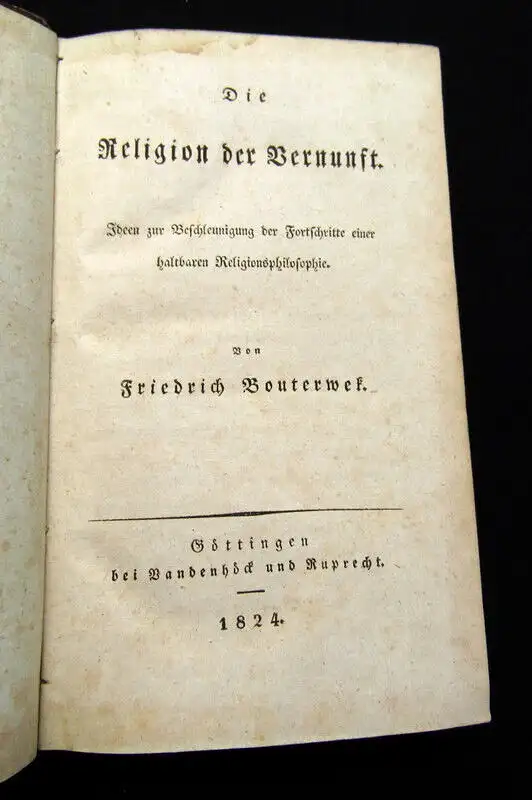 Die
Religion der Vernunft.
Ideen zur Beschleunigung der Fortschritte einer
haltbaren Religionsphilosophie.
Von
Friedrich Bouterwek.
Göttingen
bei Vandenhöck und Ruprecht.
1824.